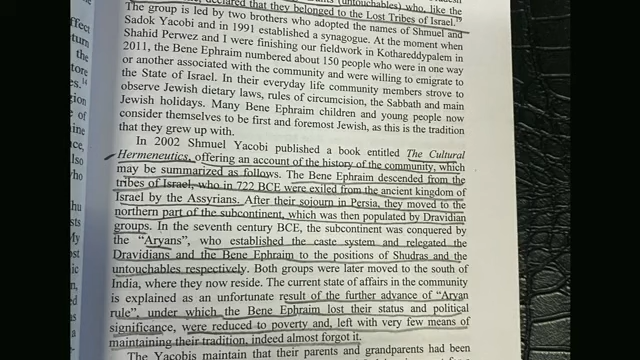 (untouchables) who, like the
declared that they belonged to the Lost Tribes of Israel.79
The group is led by two brothers who adopted the names of Shmuel and
Sadok Yacobi and in 1991 established a synagogue. At the moment when
Shahid Perwez and I were finishing our fieldwork in Kothareddypalem in
2011, the Bene Ephraim numbered about 150 people who were in one way
or another associated with the community and were willing to emigrate to
the State of Israel. In their everyday life community members strove to
observe Jewish dietary laws, rules of circumcision, the Sabbath and main
Jewish holidays. Many Bene Ephraim children and young people now
consider themselves to be first and foremost Jewish, as this is the tradition
that they grew up with.
In 2002 Shmuel Yacobi published a book entitled The Cultural
Hermeneutics, offering an account of the history of the community, which
may be summarized as follows. The Bene Ephraim descended from the
tribes of Israel, who in 722 BCE were exiled from the ancient kingdom of
Israel by the Assyrians. After their sojourn in Persia, they moved to the
northern part of the subcontinent, which was then populated by Dravidian
groups. In the seventh century BCE, the subcontinent was conquered by
the “Aryans”, who established the caste system and relegated the
Dravidians and the Bene Ephraim to the positions of Shudras and the
untouchables respectively. Both groups were later moved to the south of
India, where they now reside. The current state of affairs in the community
is explained as an unfortunate result of the further advance of “Aryan
rule”, under which the Bene Ephraim lost their status and political
significance, were reduced to poverty and, left with very few means of
maintaining their tradition, indeed almost forgot it.
The Yacobis maintain that their parents and grandparents had been